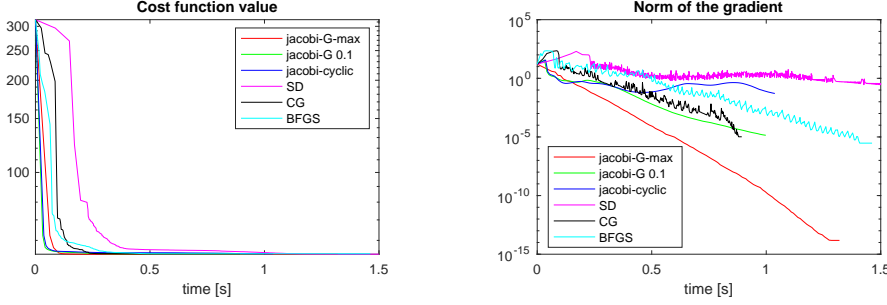 Cost function value
300
250
200
150
100
0
0.5
1
1.5
time [s]
jacobi-G-max
jacobi-G 0.1
jacobi-cyclic
SD
CG
BFGS
Norm of the gradient
10^5
10^0
10^-5
10^-10
10^-15
0
0.5
1
1.5
time [s]
jacobi-G-max
jacobi-G 0.1
jacobi-cyclic
SD
CG
BFGS